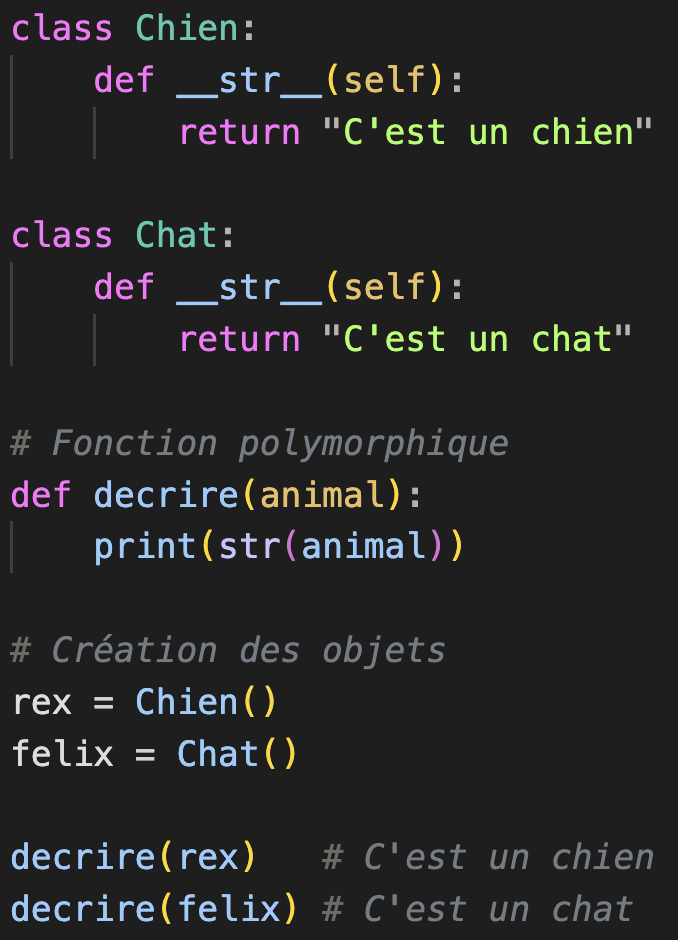 class Chien:
    def __str__(self):
        return "C'est un chien"

class Chat:
    def __str__(self):
        return "C'est un chat"

# Fonction polymorphique
def decrire(animal):
    print(str(animal))

# Création des objets
rex = Chien()
felix = Chat()

decrire(rex)   # C'est un chien
decrire(felix) # C'est un chat